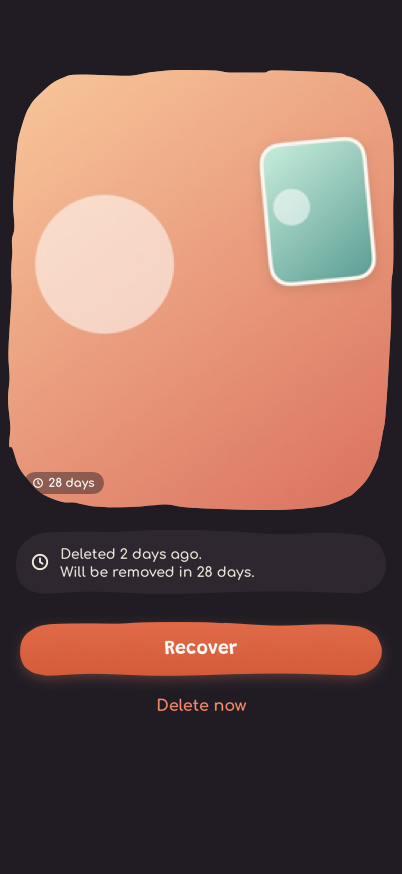 28 days
Deleted 2 days ago.
Will be removed in 28 days.
Recover
Delete now